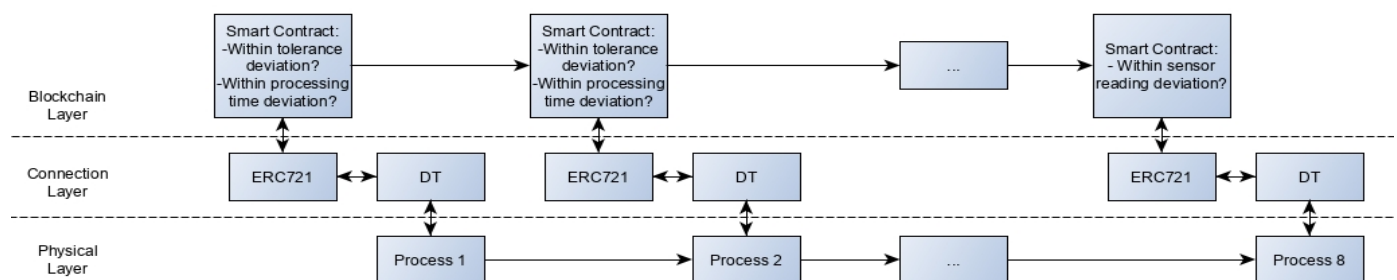 Smart Contract:
-Within tolerance
deviation?
-Within processing
time deviation?
Smart Contract:
-Within tolerance
deviation?
-Within processing
time deviation?
...
Smart Contract:
- Within sensor
reading deviation?
Blockchain
Layer
Connection
Layer
ERC721
DT
ERC721
DT
ERC721
DT
Physical
Layer
Process 1
Process 2
...
Process 8